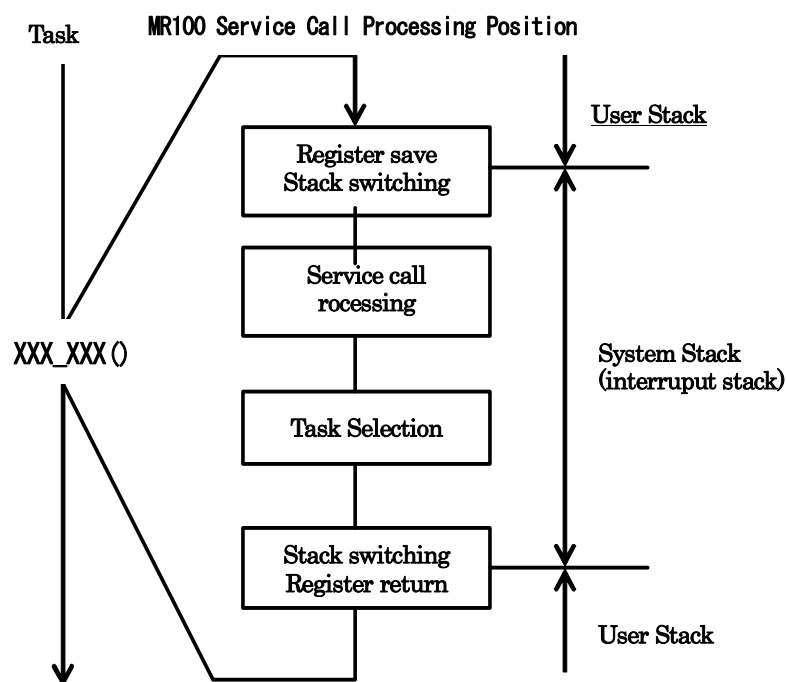 MR100 Service Call Processing Position
Task
User Stack
Register save
Stack switching
Service call
rocessing
XXX_XXX()
System Stack
(interruput stack)
Task Selection
Stack switching
Register return
User Stack